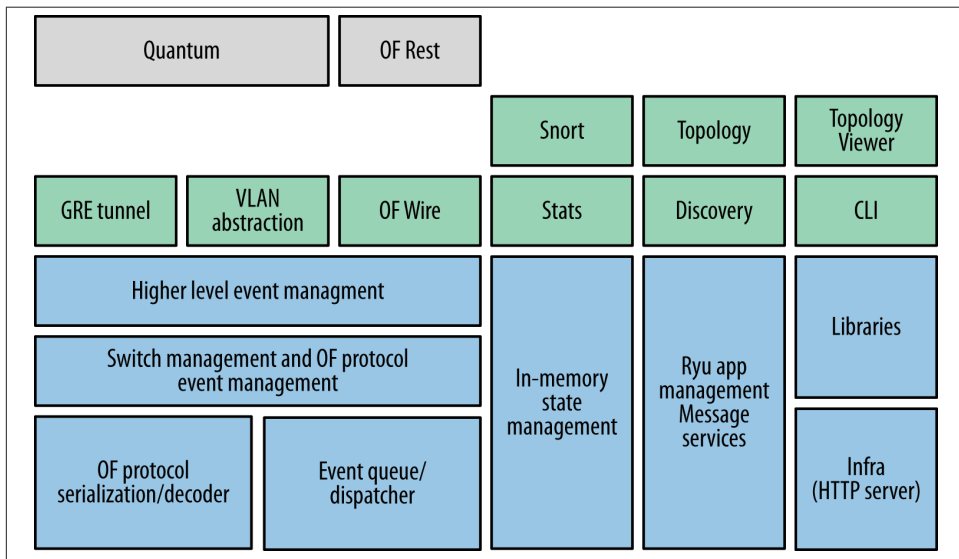 Quantum
OF Rest
Snort
Topology
Topology
Viewer
GRE tunnel
VLAN
abstraction
OF Wire
Stats
Discovery
CLI
Higher level event managment
Switch management and OF protocol
event management
In-memory
state
management
Ryu app
management
Message
services
Libraries
OF protocol
serialization/decoder
Event queue/
dispatcher
Infra
(HTTP server)